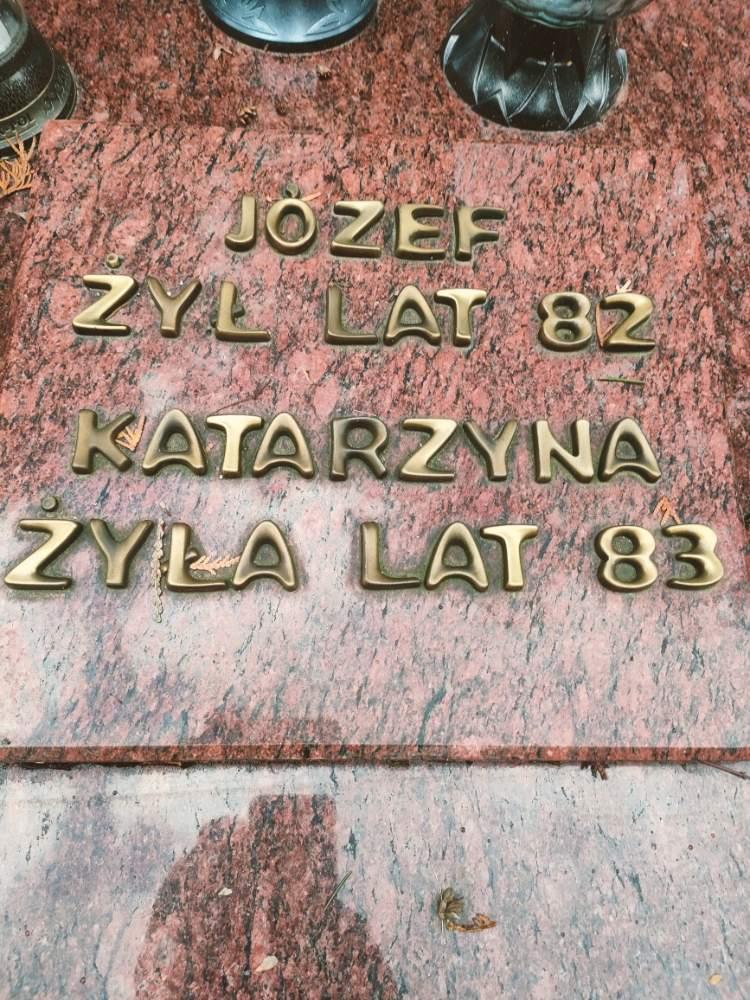 JÓZEF
ŻYŁ LAT 82
KATARZYNA
ŻYŁA LAT 83